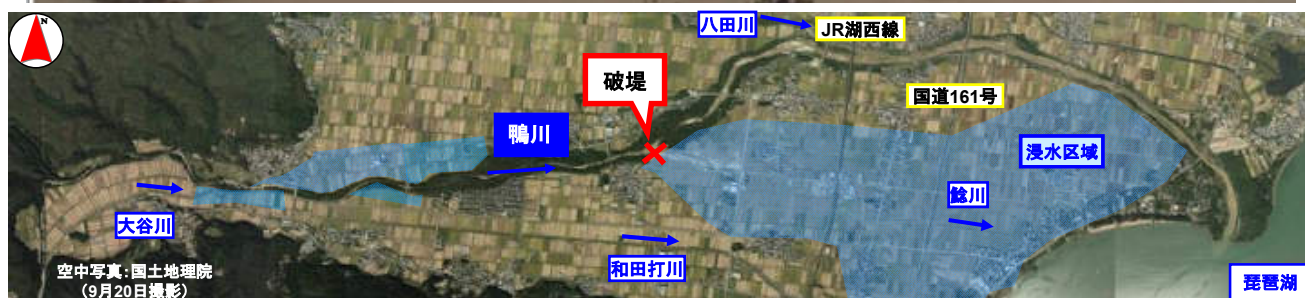 N
八田川
JR湖西線
破堤
国道161号
鴨川
浸水区域
鯰川
大谷川
和田打川
空中写真:国土地理院
(9月20日撮影)
琵琶湖